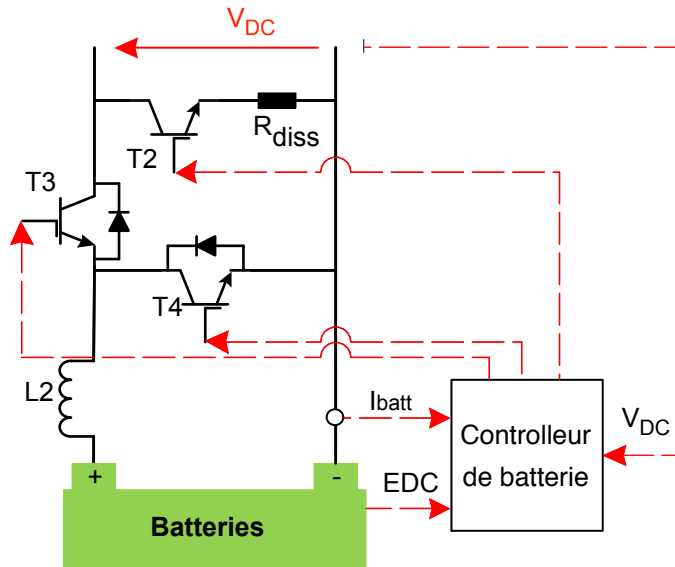 VDC
Rdiss
T2
T3
T4
L2
Ibatt
VDC
Controlleur
de batterie
EDC
+
-
Batteries